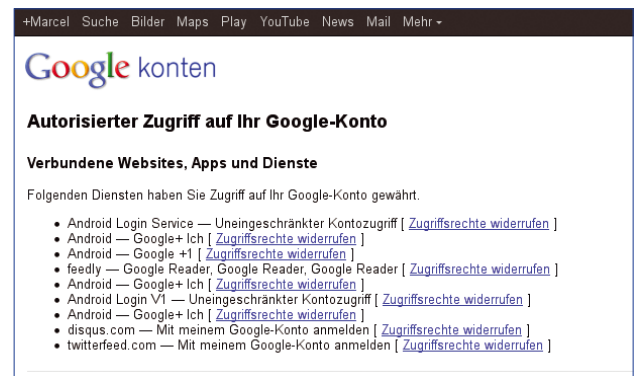 +Marcel Suche Bilder Maps Play YouTube News Mail Mehr
Google konten
Autorisierter Zugriff auf Ihr Google-Konto
Verbundene Websites, Apps und Dienste
Folgenden Diensten haben Sie Zugriff auf Ihr Google-Konto gewährt.
• Android Login Service — Uneingeschränkter Kontozugriff [ Zugriffsrechte widerrufen ]
• Android — Google+ Ich [ Zugriffsrechte widerrufen ]
• Android — Google +1 [ Zugriffsrechte widerrufen ]
• feedly — Google Reader, Google Reader, Google Reader [ Zugriffsrechte widerrufen ]
• Android — Google+ Ich [ Zugriffsrechte widerrufen ]
• Android Login V1 — Uneingeschränkter Kontozugriff [ Zugriffsrechte widerrufen ]
• Android — Google+ Ich [ Zugriffsrechte widerrufen ]
• disqus.com — Mit meinem Google-Konto anmelden [ Zugriffsrechte widerrufen ]
• twitterfeed.com — Mit meinem Google-Konto anmelden [ Zugriffsrechte widerrufen ]